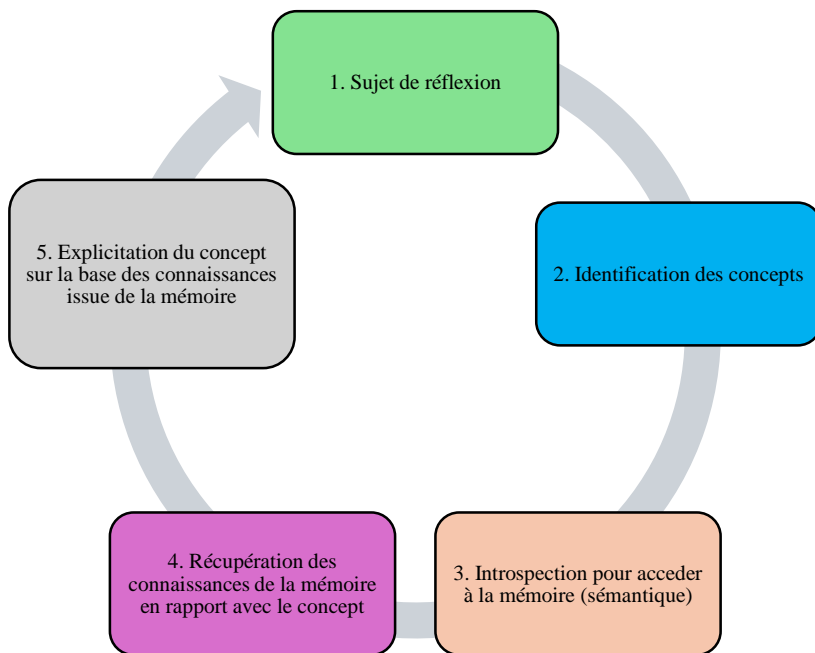 1. Sujet de réflexion
2. Identification des concepts
3. Introspection pour acceder
à la mémoire (sémantique)
4. Récupération des
connaissances de la mémoire
en rapport avec le concept
5. Explicitation du concept
sur la base des connaissances
issue de la mémoire